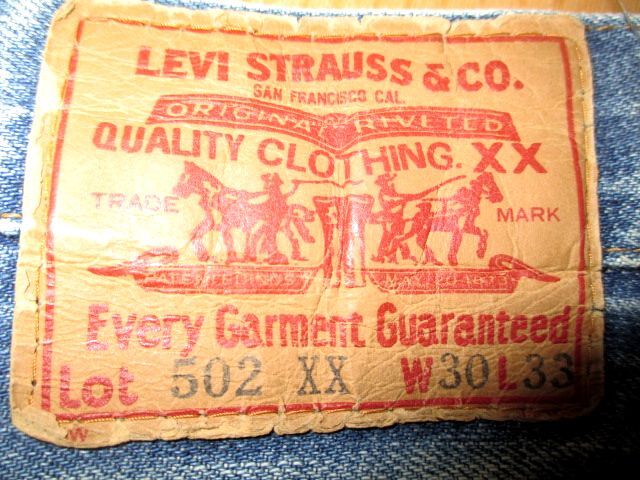 LEVI STRAUSS & CO.
SAN FRANCISCO CAL.
ORIGINAL RIVETED
QUALITY CLOTHING. XX
TRADE MARK
Every Garment Guaranteed
Lot 502 XX W30 L33